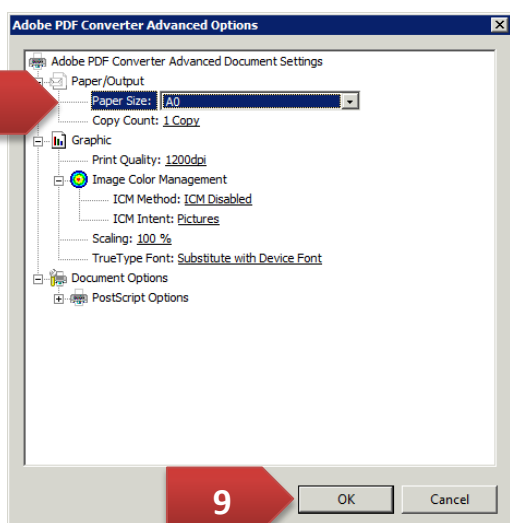 Adobe PDF Converter Advanced Options
Adobe PDF Converter Advanced Document Settings
Paper/Output
Paper Size: A0
Copy Count: 1 Copy
Graphic
Print Quality: 1200dpi
Image Color Management
ICM Method: ICM Disabled
ICM Intent: Pictures
Scaling: 100 %
TrueType Font: Substitute with Device Font
Document Options
PostScript Options
9 OK Cancel